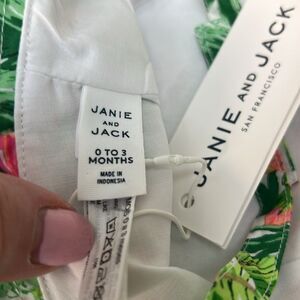 JANIE
AND
JACK
0 TO 3
MONTHS
MADE IN
INDONESIA
JANIE AND JACK
SAN FRANCISCO